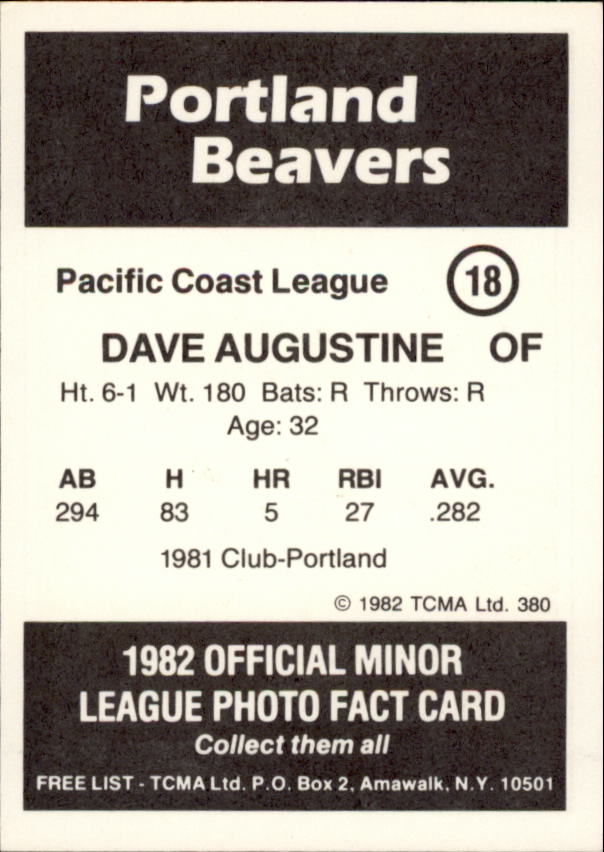 Portland
Beavers
Pacific Coast League 18
DAVE AUGUSTINE OF
Ht. 6-1 Wt. 180 Bats: R Throws: R
Age: 32
AB H HR RBI AVG.
294 83 5 27 .282
1981 Club-Portland
© 1982 TCMA Ltd. 380
1982 OFFICIAL MINOR
LEAGUE PHOTO FACT CARD
Collect them all
FREE LIST - TCMA Ltd. P.O. Box 2, Amawalk, N.Y. 10501